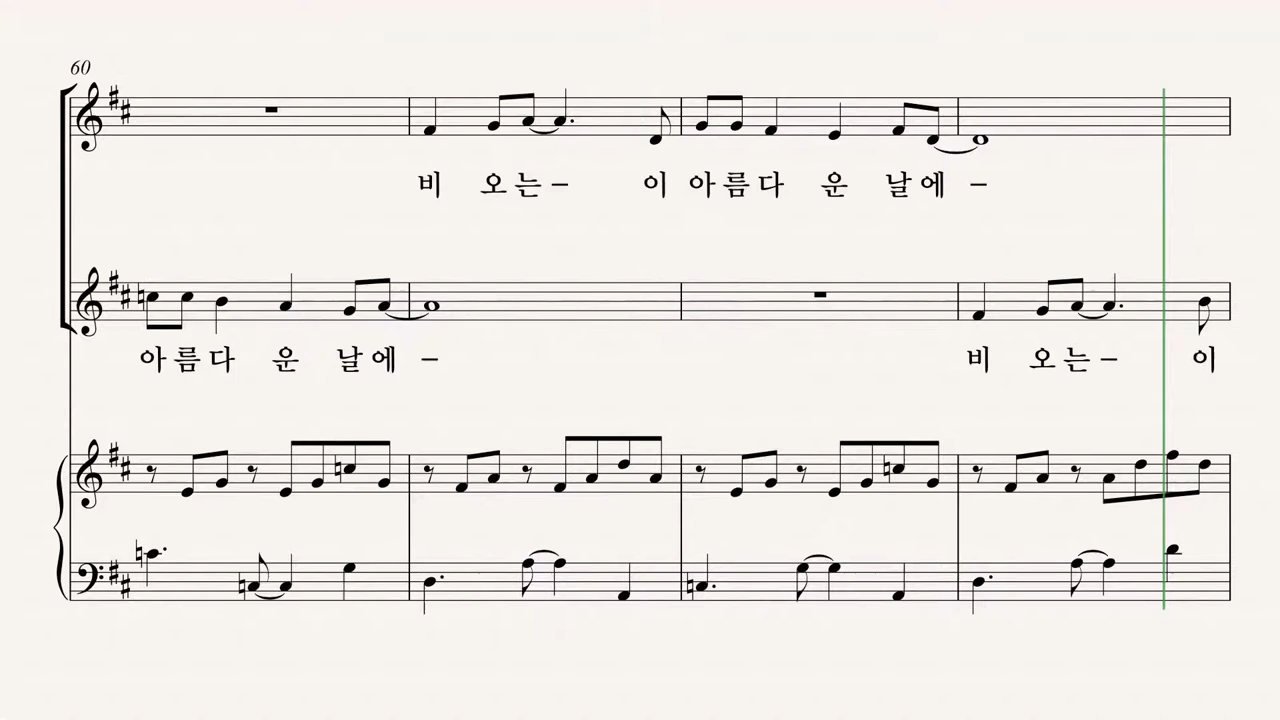 60
비 오는– 이 아름다 운 날에 –
아름다 운 날에 – 비 오는– 이